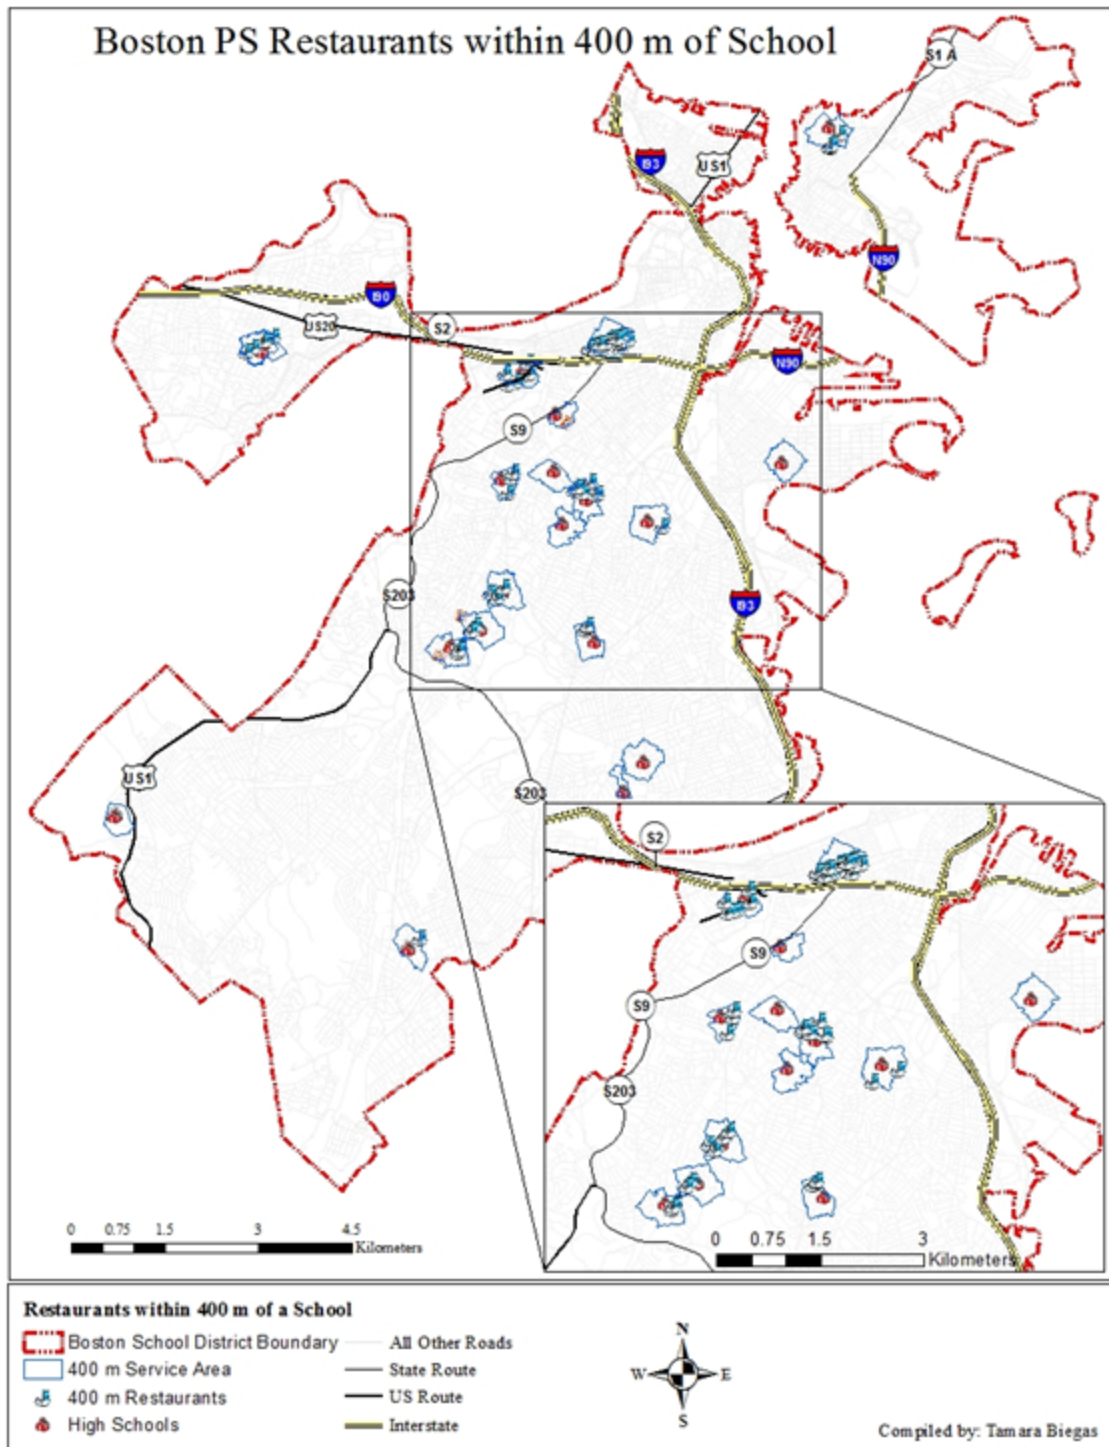 Boston PS Restaurants within 400 m of School
S1 A
I93
US1
N90
I90
US20
S2
N90
S9
S203
I93
US1
S203
S2
S9
S9
S203
0 0.75 1.5 3 4.5
Kilometers
0 0.75 1.5 3
Kilometers
Restaurants within 400 m of a School
Boston School District Boundary
400 m Service Area
400 m Restaurants
High Schools
All Other Roads
State Route
US Route
Interstate
N
W E
S
Compiled by: Tamara Biegas